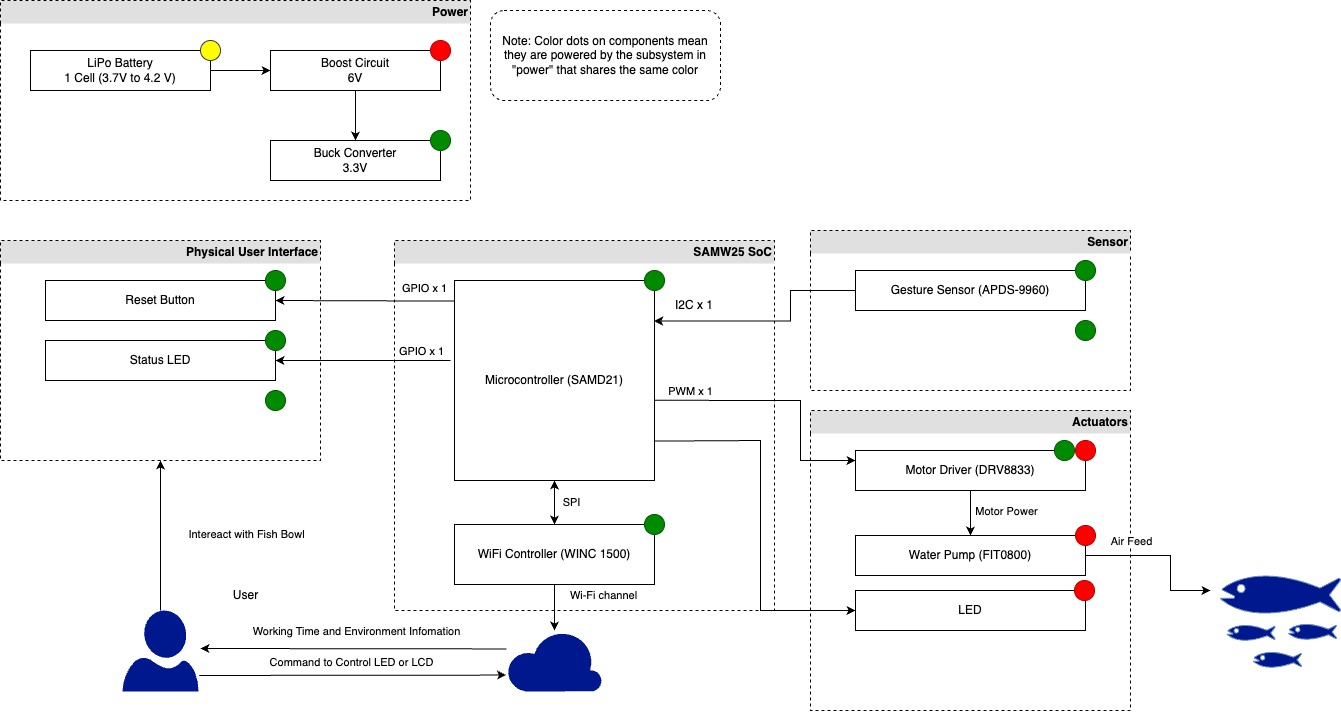 Power
LiPo Battery
1 Cell (3.7V to 4.2 V)
Boost Circuit
6V
Buck Converter
3.3V
Note: Color dots on components mean
they are powered by the subsystem in
"power" that shares the same color
Physical User Interface
Reset Button
Status LED
GPIO x 1
GPIO x 1
SAMW25 SoC
Microcontroller (SAMD21)
SPI
WiFi Controller (WINC 1500)
Wi-Fi channel
I2C x 1
PWM x 1
Sensor
Gesture Sensor (APDS-9960)
Actuators
Motor Driver (DRV8833)
Motor Power
Water Pump (FIT0800)
Air Feed
LED
Intereact with Fish Bowl
User
Working Time and Environment Infomation
Command to Control LED or LCD